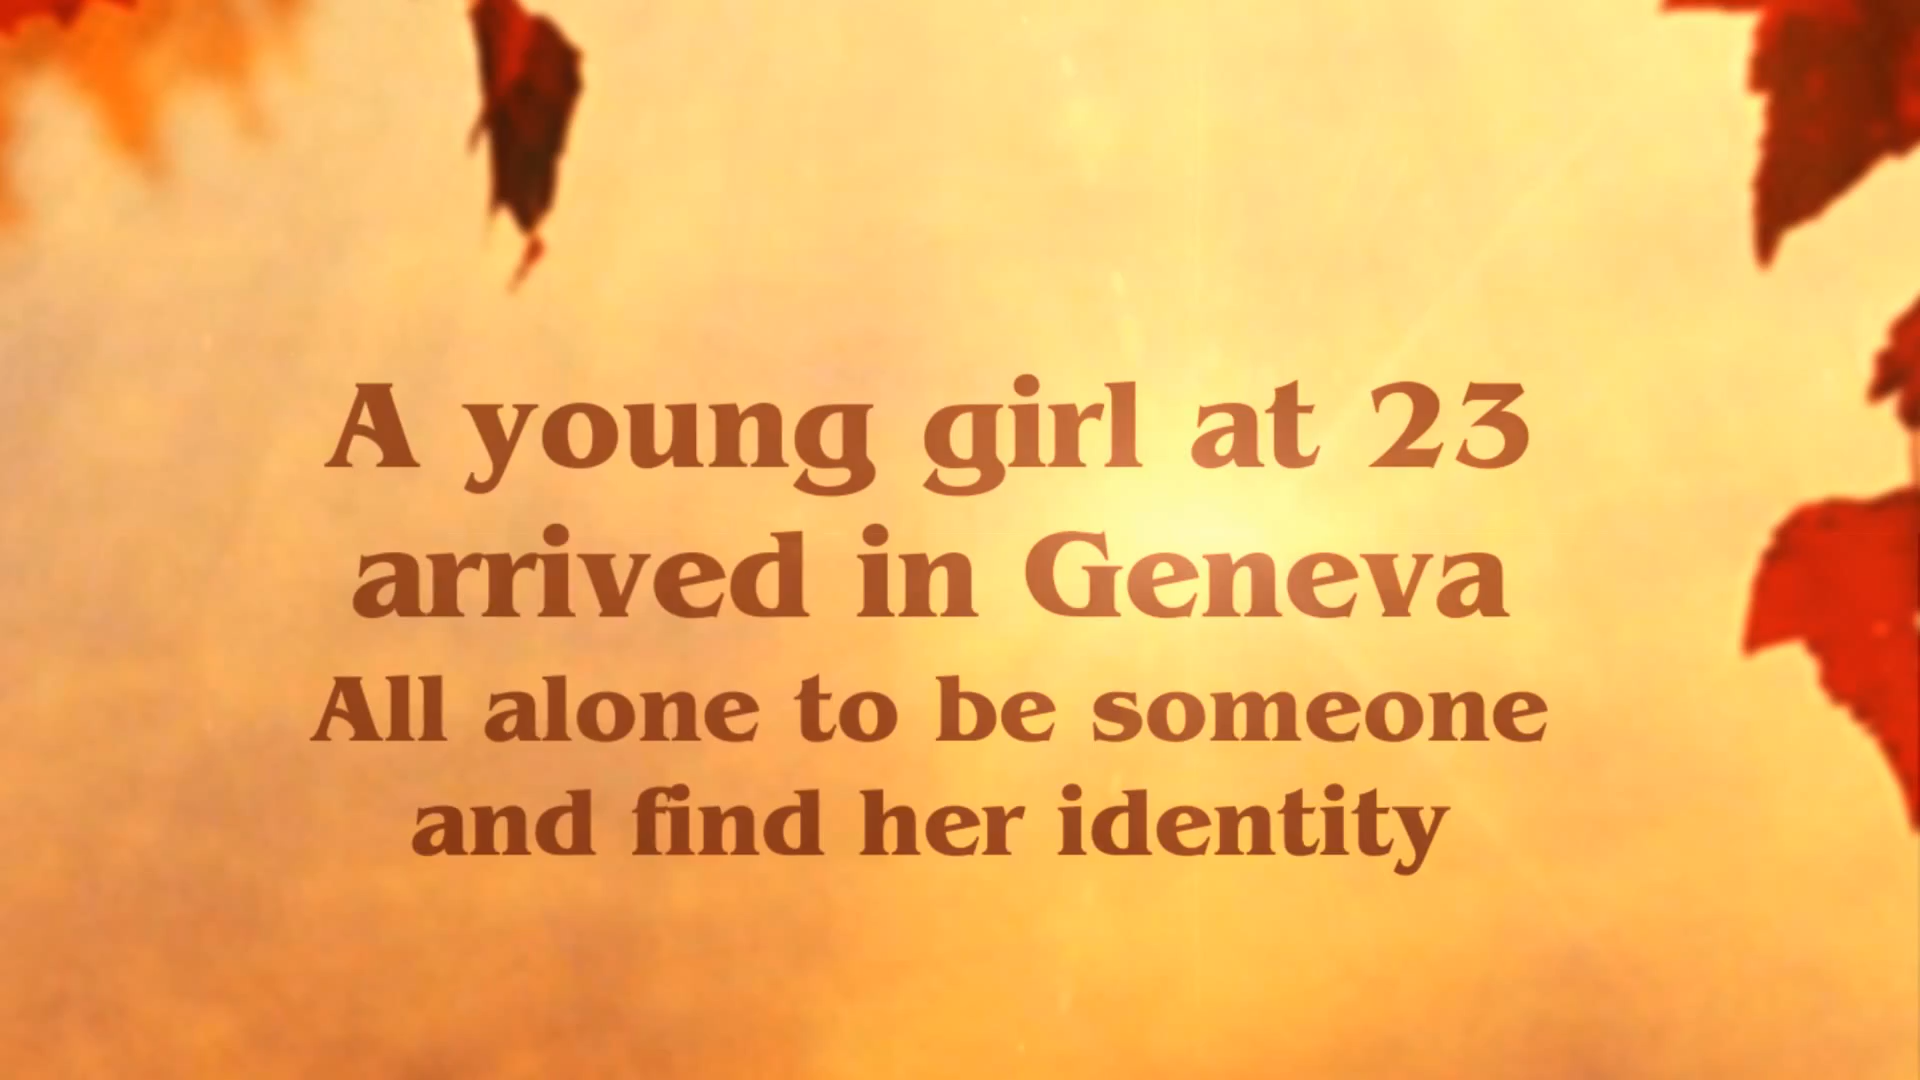 A young girl at 23
arrived in Geneva
All alone to be someone
and find her identity